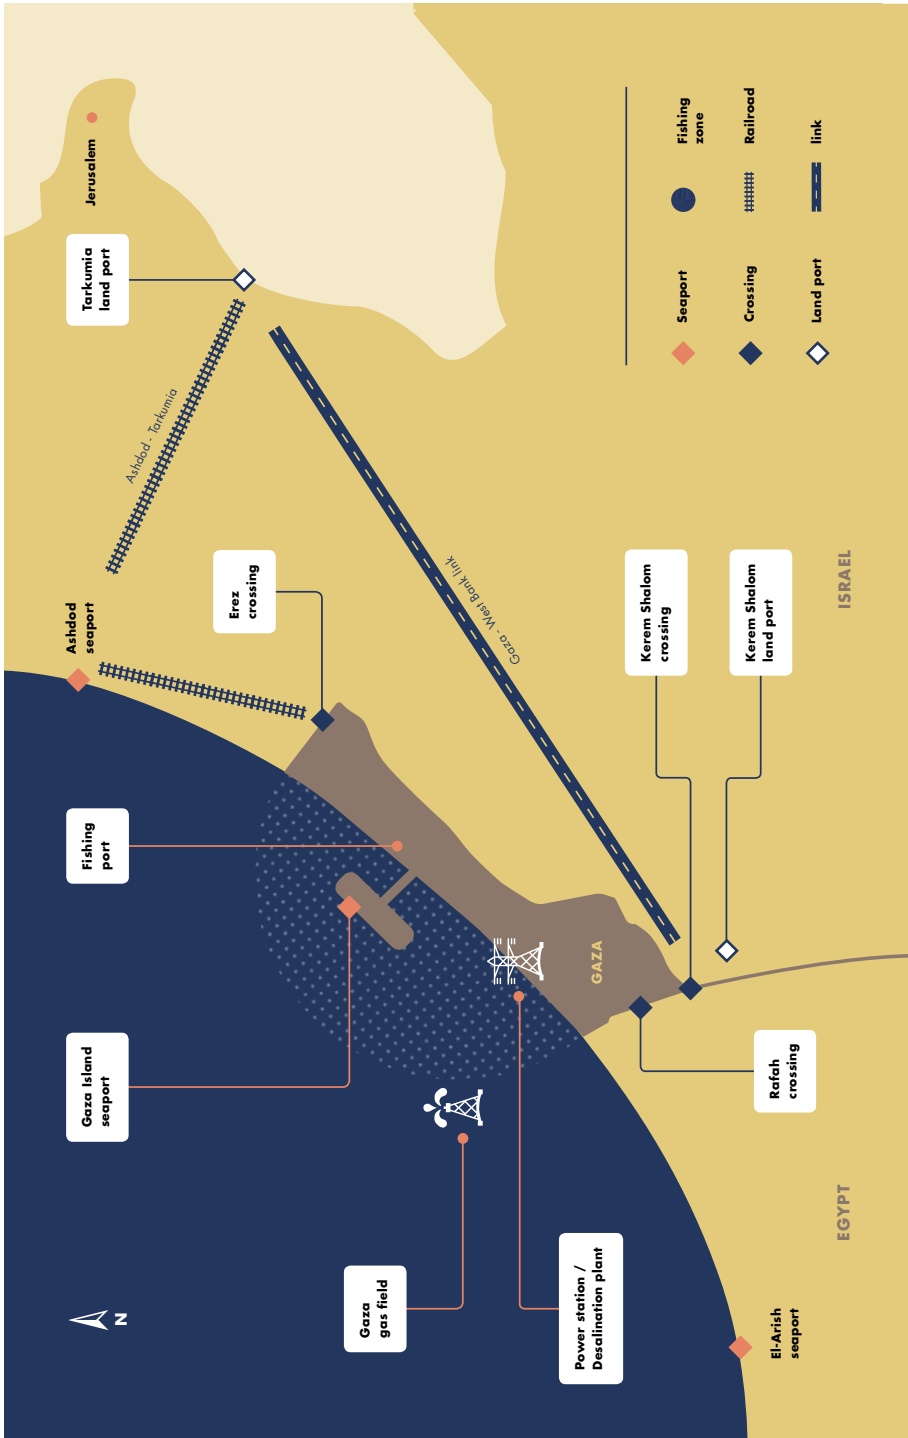 N
Gaza Island
seaport
Fishing
port
Ashdod
seaport
Tarkumia
land port
Jerusalem
Ashdod - Tarkumia
Erez
crossing
Gaza
gas field
Gaza - West Bank link
Power station /
Desalination plant
GAZA
Kerem Shalom
crossing
Kerem Shalom
land port
Rafah
crossing
El-Arish
seaport
EGYPT
ISRAEL
Seaport
Fishing
zone
Crossing
Railroad
Land port
link